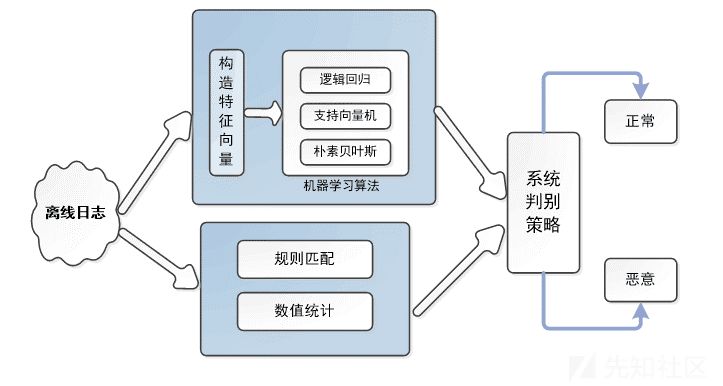 离线日志
构造特征向量
逻辑回归
支持向量机
朴素贝叶斯
机器学习算法
规则匹配
数值统计
系统
判别
策略
正常
恶意
先知社区